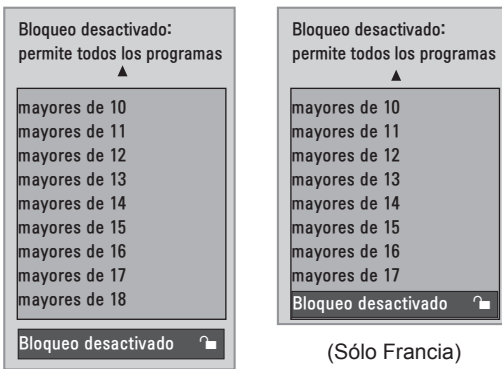 Bloqueo desactivado:
permite todos los programas
mayores de 10
mayores de 11
mayores de 12
mayores de 13
mayores de 14
mayores de 15
mayores de 16
mayores de 17
mayores de 18
Bloqueo desactivado
Bloqueo desactivado:
permite todos los programas
mayores de 10
mayores de 11
mayores de 12
mayores de 13
mayores de 14
mayores de 15
mayores de 16
mayores de 17
Bloqueo desactivado
(Sólo Francia)